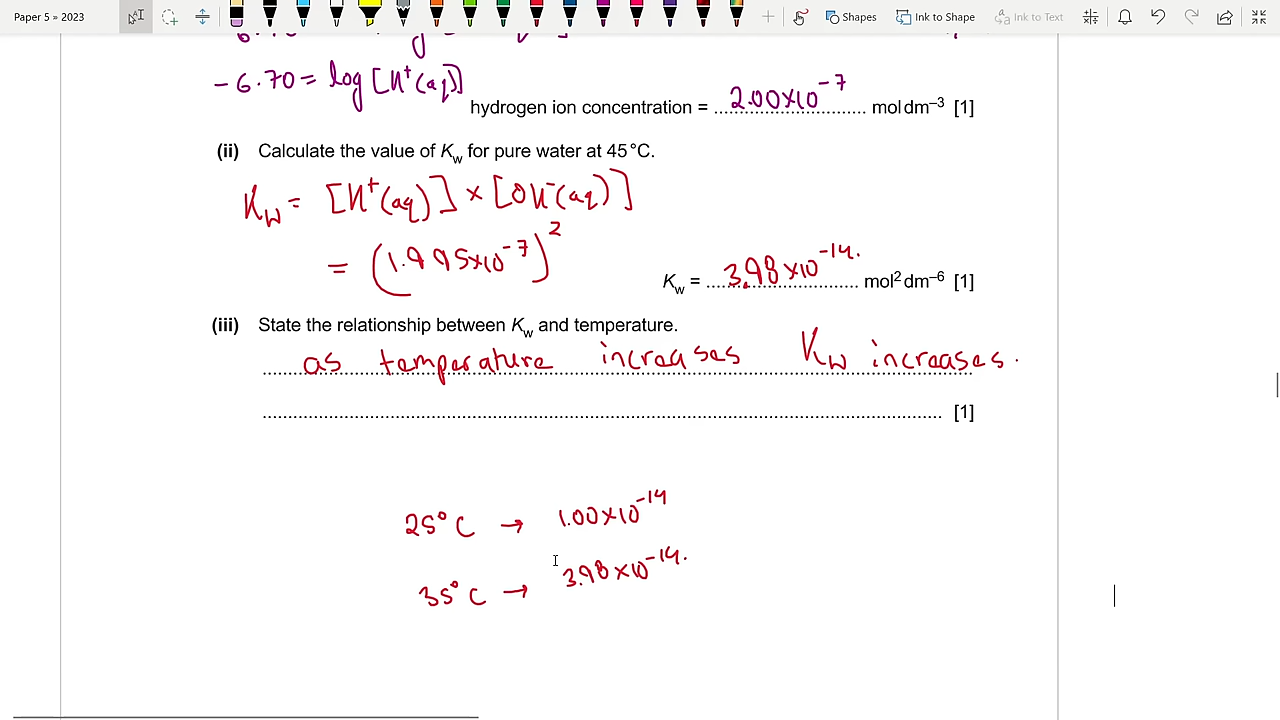 Paper 5 » 2023
Shapes
Ink to Shape
Ink to Text
-6.70 = log [H⁺(aq)]
hydrogen ion concentration = 2.00×10⁻⁷ mol dm⁻³ [1]
(ii) Calculate the value of Kw for pure water at 45 °C.
Kw = [H⁺(aq)] × [OH⁻(aq)]
= (1.995×10⁻⁷)²
Kw = 3.98×10⁻¹⁴. mol² dm⁻⁶ [1]
(iii) State the relationship between Kw and temperature.
as temperature increases Kw increases.
[1]
25°C → 1.00×10⁻¹⁴
35°C → 3.98×10⁻¹⁴.